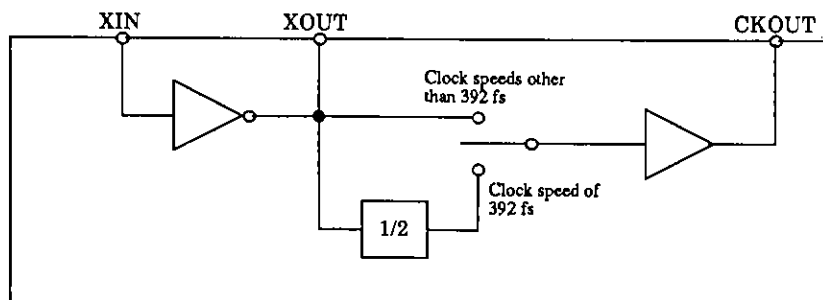 XIN
XOUT
CKOUT
Clock speeds other
than 392 fs
1/2
Clock speed of
392 fs